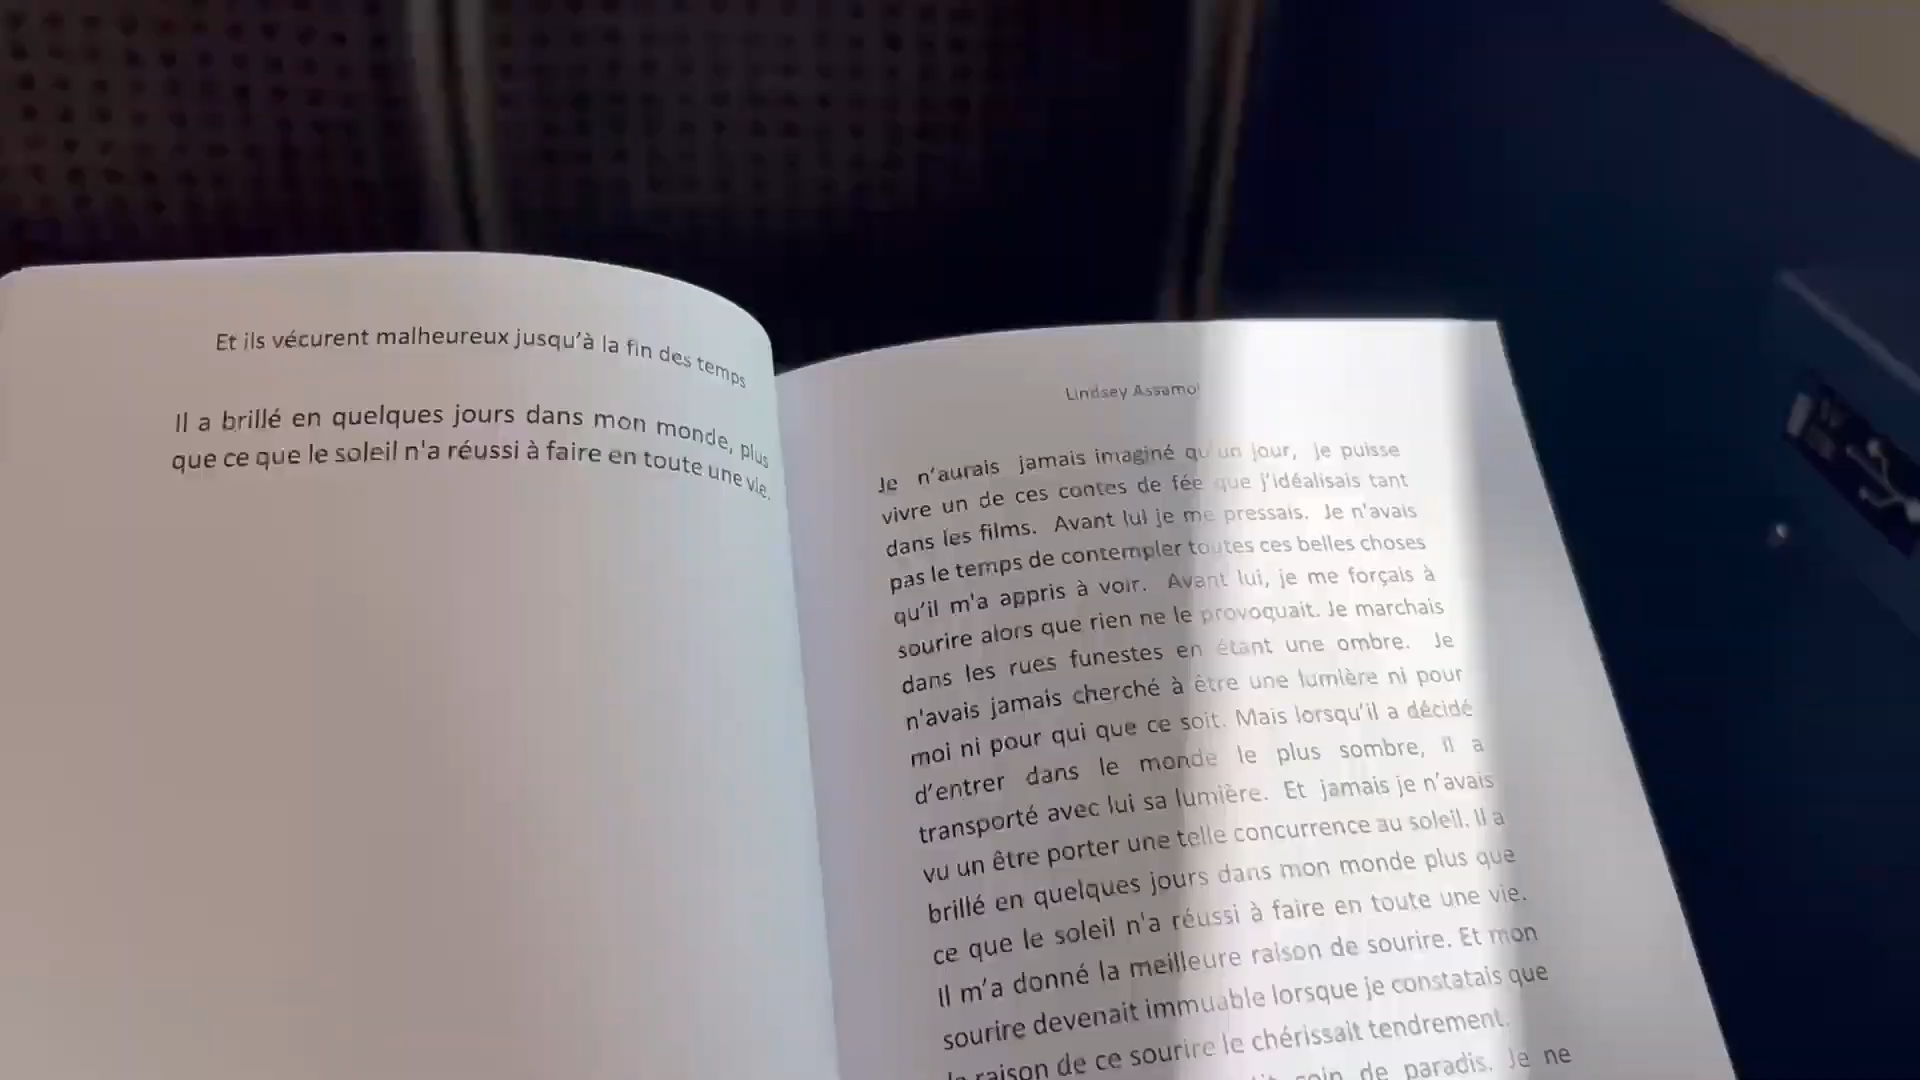 Et ils vécurent malheureux jusqu'à la fin des temps
Il a brillé en quelques jours dans mon monde, plus
que ce que le soleil n'a réussi à faire en toute une vie.
Lindsey Assamoi
Je n'aurais jamais imaginé qu'un jour, je puisse
vivre un de ces contes de fée que j'idéalisais tant
dans les films. Avant lui je me pressais. Je n'avais
pas le temps de contempler toutes ces belles choses
qu'il m'a appris à voir. Avant lui, je me forçais à
sourire alors que rien ne le provoquait. Je marchais
dans les rues funestes en étant une ombre. Je
n'avais jamais cherché à être une lumière ni pour
moi ni pour qui que ce soit. Mais lorsqu'il a décidé
d'entrer dans le monde le plus sombre, il a
transporté avec lui sa lumière. Et jamais je n'avais
vu un être porter une telle concurrence au soleil. Il a
brillé en quelques jours dans mon monde plus que
ce que le soleil n'a réussi à faire en toute une vie.
Il m'a donné la meilleure raison de sourire. Et mon
sourire devenait immuable lorsque je constatais que
la raison de ce sourire le chérissait tendrement.
coin de paradis. Je ne